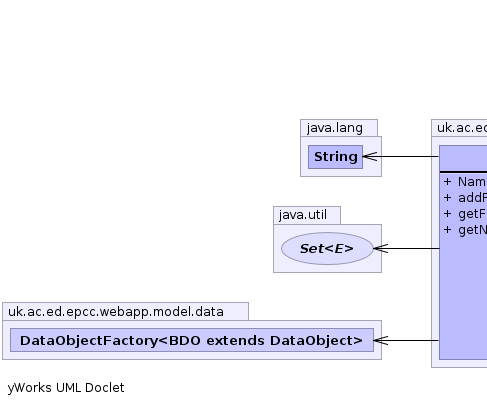 java.lang
uk.ac.ed
String
+ Nam
+ addF
java.util
+ getF
+ getN
Set<E>
uk.ac.ed.epcc.webapp.model.data
DataObjectFactory<BDO extends DataObject>
yWorks UML Doclet